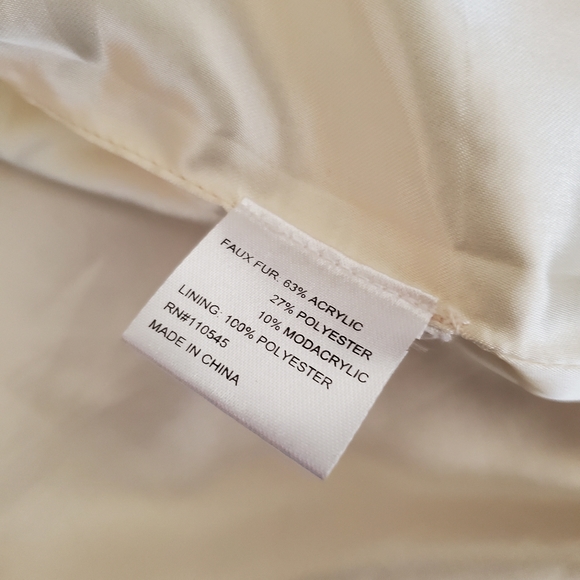 FAUX FUR. 63% ACRYLIC
27% POLYESTER
10% MODACRYLIC
LINING: 100% POLYESTER
RN#110545
MADE IN CHINA